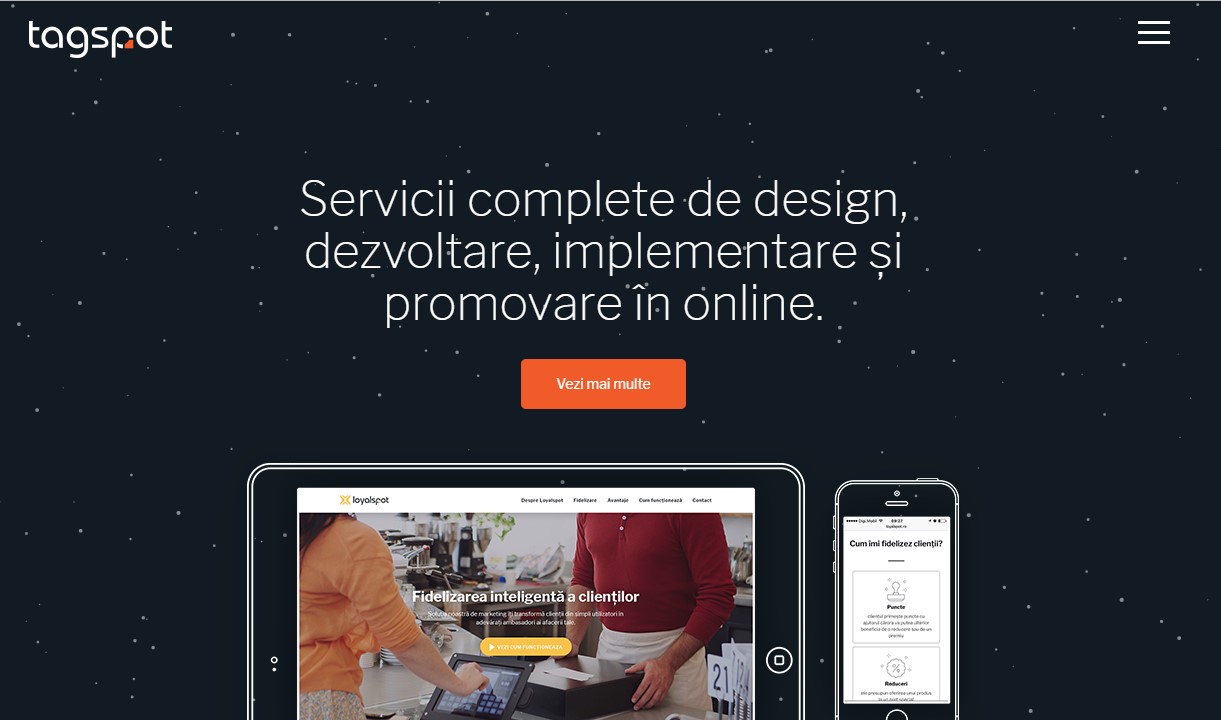 tagspot
Servicii complete de design,
dezvoltare, implementare și
promovare în online.
Vezi mai multe
loyalspot
Despre Loyalspot Fidelizare Avantaje Cum funcționează Contact
Fidelizarea inteligentă a clienților
Soluția noastră de marketing îți transformă clienții din simpli utilizatori în
adevărați ambasadori ai afacerii tale.
VEZI CUM FUNCȚIONEAZĂ
21
Digi.Mobil 09:27
loyalspot.ro
Cum îmi fidelizez clienții?
Puncte
clientul primește puncte cu
ajutorul cărora va putea ulterior
beneficia de o reducere sau de un
premiu
Reduceri
ele presupun oferirea unui produs